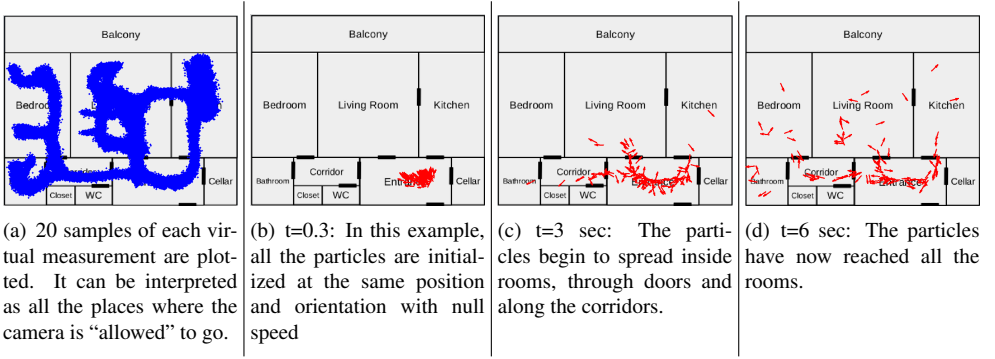 Balcony
Bedroom
Cellar
Closet WC
(a) 20 samples of each vir-
tual measurement are plot-
ted. It can be interpreted
as all the places where the
camera is “allowed” to go.
Balcony
Bedroom Living Room Kitchen
Bathroom Corridor Entrance Cellar
Closet WC
(b) t=0.3: In this example,
all the particles are initial-
ized at the same position
and orientation with null
speed
Balcony
Bedroom Living Room Kitchen
Bathroom Corridor Entrance Cellar
Closet WC
(c) t=3 sec: The parti-
cles begin to spread inside
rooms, through doors and
along the corridors.
Balcony
Bedroom Living Room Kitchen
Bathroom Corridor Entrance Cellar
Closet WC
(d) t=6 sec: The particles
have now reached all the
rooms.